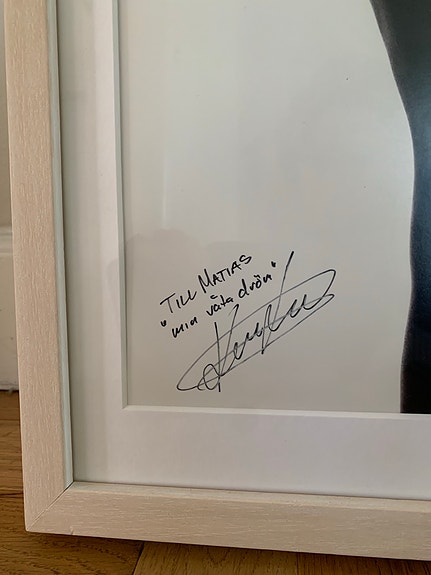 TILL MATIAS
"min våta dröm"